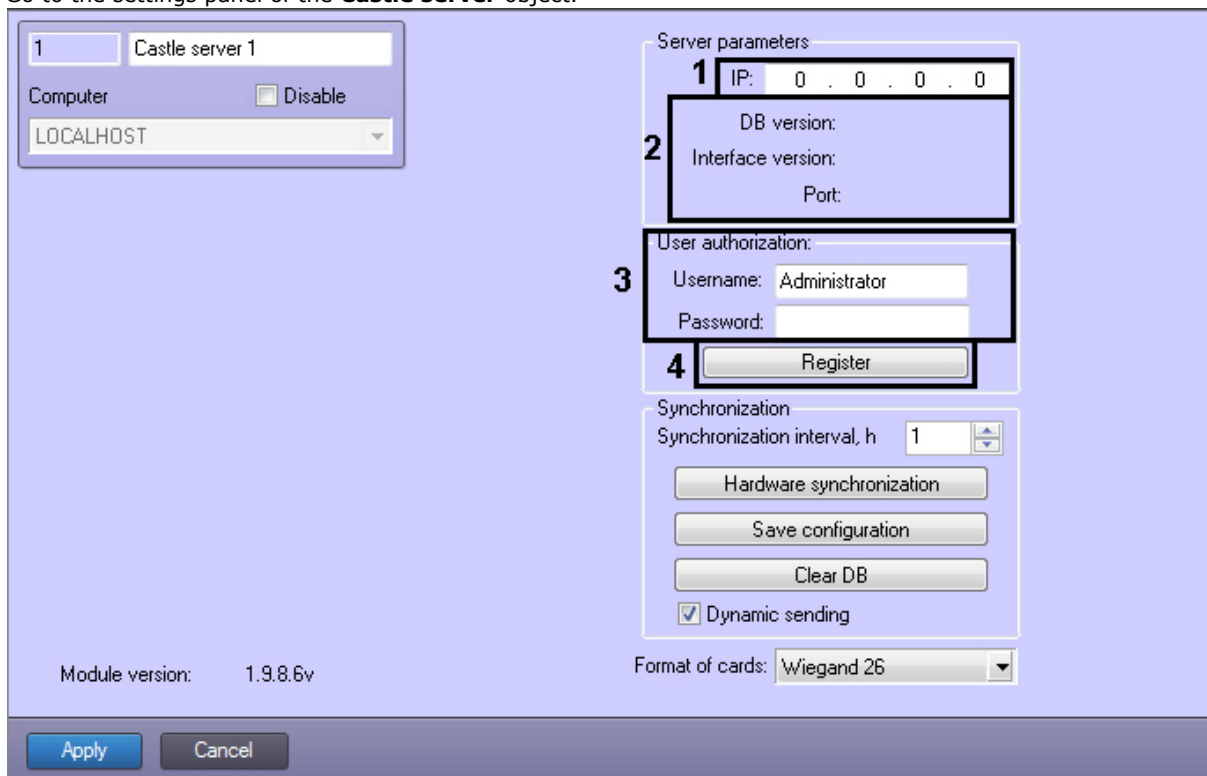 Go to the settings panel of the Castle Server object.
1 Castle server 1
Computer Disable
LOCALHOST
Server parameters
1 IP: 0 . 0 . 0 . 0
2
DB version:
Interface version:
Port:
User authorization:
3
Username: Administrator
Password:
4 Register
Synchronization
Synchronization interval, h 1
Hardware synchronization
Save configuration
Clear DB
Dynamic sending
Format of cards: Wiegand 26
Module version: 1.9.8.6v
Apply Cancel